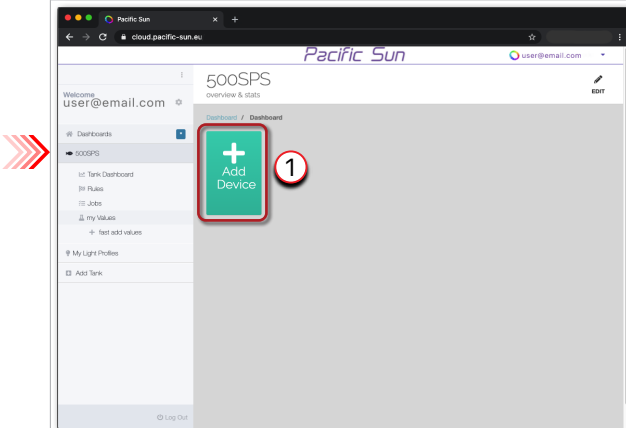 Pacific Sun
cloud.pacific-sun.eu
Pacific Sun
user@email.com
Welcome
user@email.com
500SPS
overview & stats
EDIT
Dashboard / Dashboard
Dashboards
500SPS
Tank Dashboard
Rules
Jobs
my Values
fast add values
My Light Profiles
Add Tank
Add
Device
1
Log Out